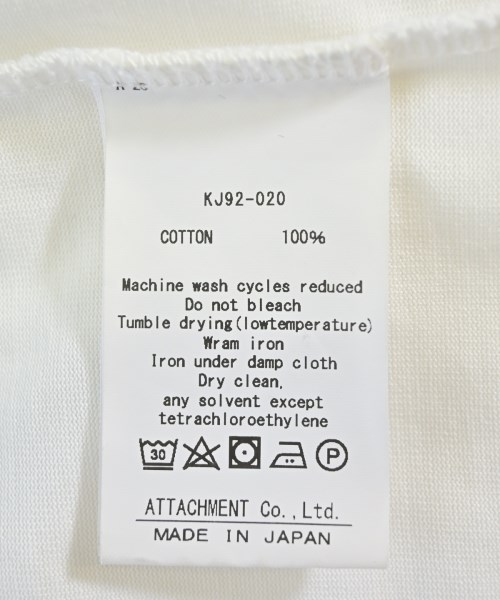 KJ92-020
COTTON 100%
Machine wash cycles reduced
Do not bleach
Tumble drying(lowtemperature)
Wram iron
Iron under damp cloth
Dry clean,
any solvent except
tetrachloroethylene
30 P
ATTACHMENT Co.,Ltd.
MADE IN JAPAN